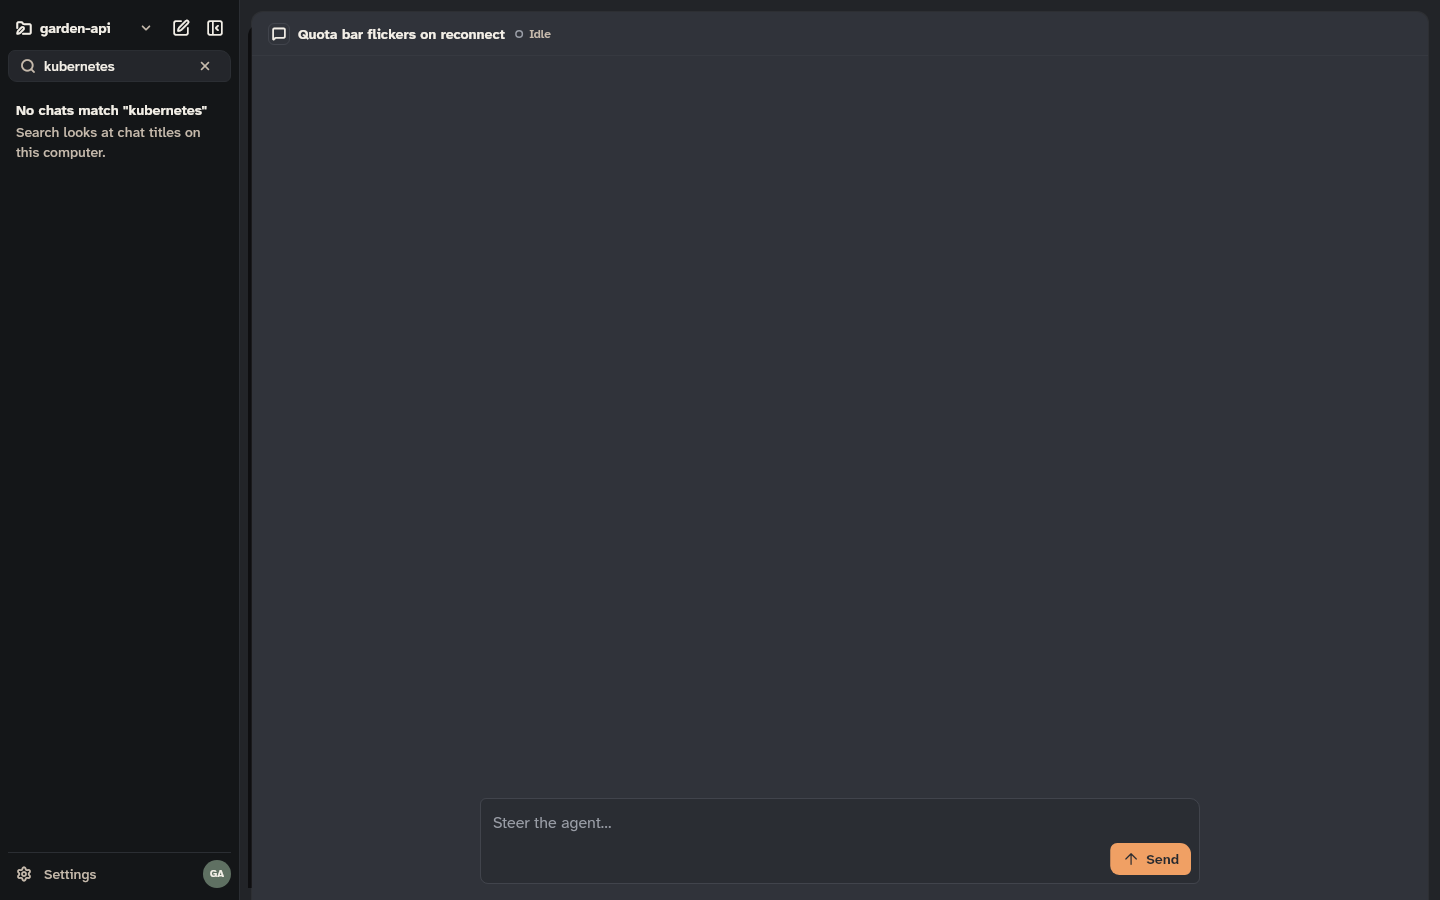 garden-api
kubernetes
No chats match "kubernetes"
Search looks at chat titles on
this computer.
Settings
GA
Quota bar flickers on reconnect
Idle
Steer the agent...
Send